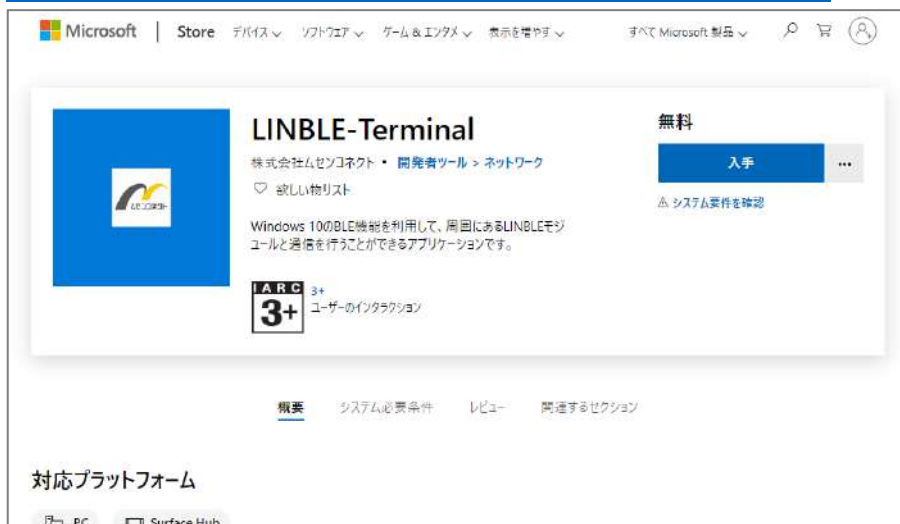 Microsoft | Store デバイス ソフトウェア ゲーム & エンタメ 表示を増やす すべて Microsoft 製品
LINBLE-Terminal
株式会社ムセンコネクト • 開発者ツール > ネットワーク
欲しい物リスト
Windows 10のBLE機能を利用して、周囲にあるLINBLEモジ
ュールと通信を行うことができるアプリケーションです。
IARC
3+
3+
ユーザーのインタラクション
無料
入手
...
システム要件を確認
ムセンコネクト
概要 システム必要条件 レビュー 関連するセクション
対応プラットフォーム
PC Surface Hub